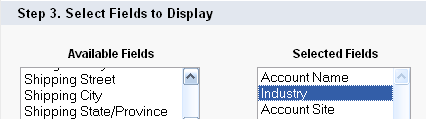 Step 3. Select Fields to Display
Available Fields
Selected Fields
Shipping Street
Shipping City
Shipping State/Province
Account Name
Industry
Account Site